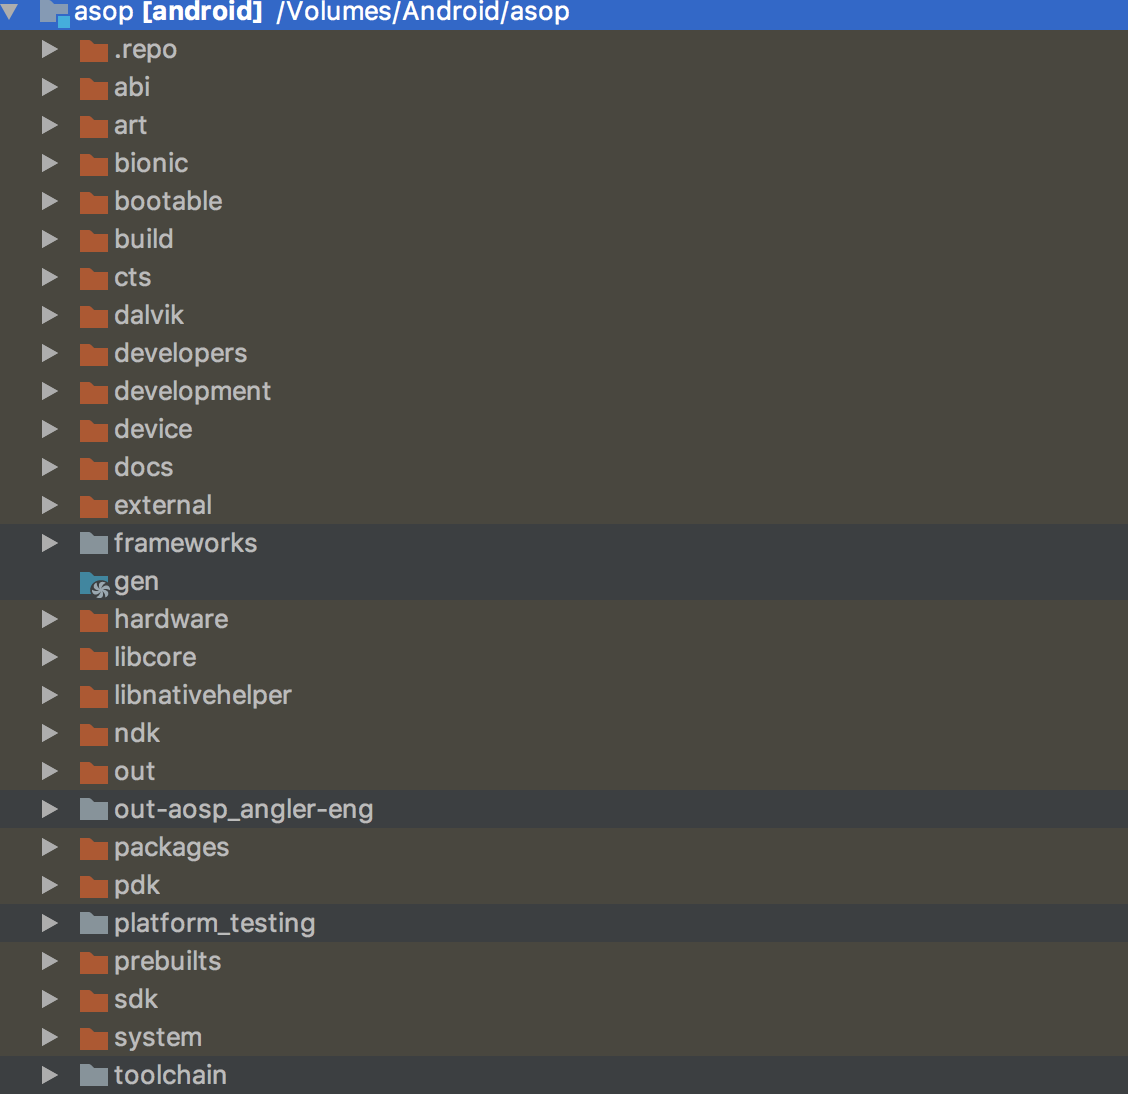 asop [android] /Volumes/Android/asop
.repo
abi
art
bionic
bootable
build
cts
dalvik
developers
development
device
docs
external
frameworks
gen
hardware
libcore
libnativehelper
ndk
out
out-aosp_angler-eng
packages
pdk
platform_testing
prebuilts
sdk
system
toolchain